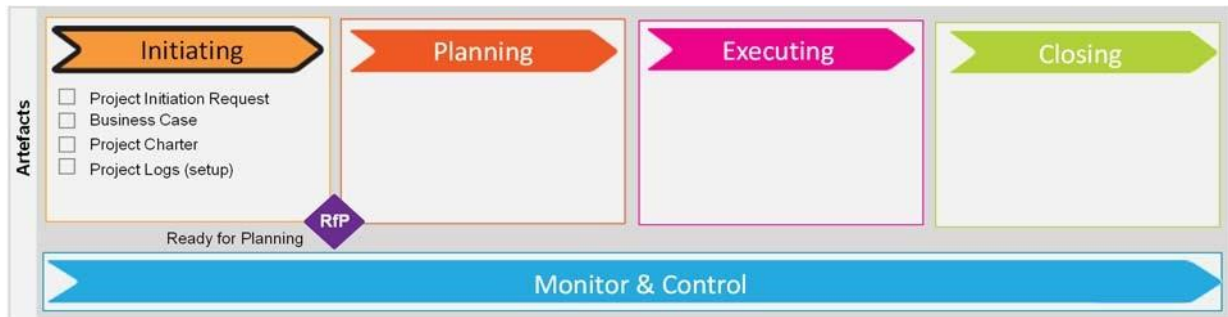 Artefacts
Initiating
Planning
Executing
Closing
Project Initiation Request
Business Case
Project Charter
Project Logs (setup)
RfP
Ready for Planning
Monitor & Control